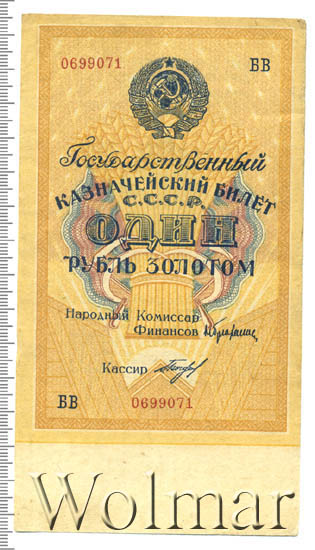 0699071 БВ
Государственный
КАЗНАЧЕЙСКИЙ БИЛЕТ
С.С.С.Р.
ОДИН
РУБЛЬ ЗОЛОТОМ
Народный Комиссар
Финансов
Кассир
БВ 0699071
Wolmar